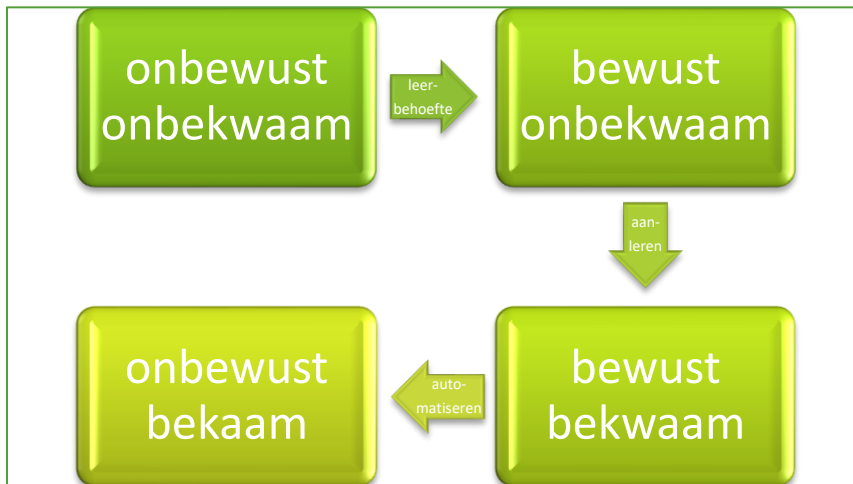 onbewust
onbekwaam
leer-
behoefte
bewust
onbekwaam
aan-
leren
bewust
bekwaam
auto-
matiseren
onbewust
bekaam